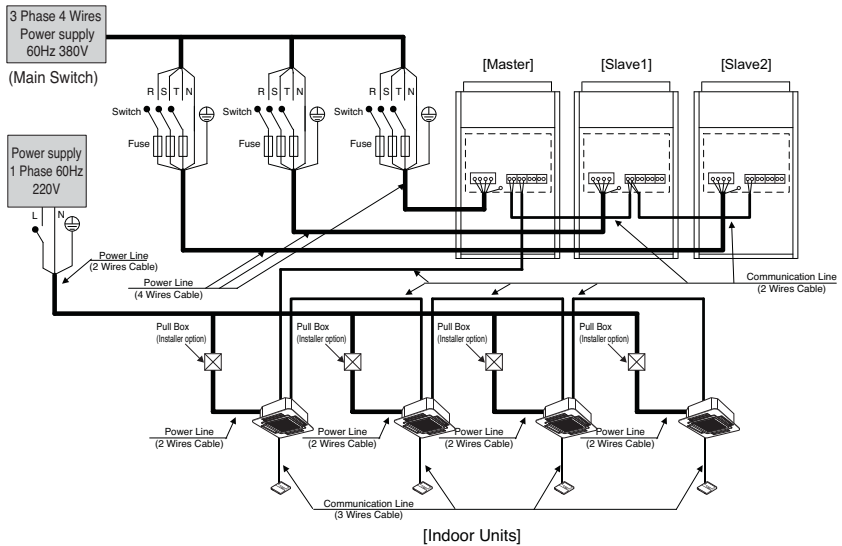 3 Phase 4 Wires
Power supply
60Hz 380V
(Main Switch)
[Master]
[Slave1]
[Slave2]
R S T N
R S T N
R S T N
Switch
Switch
Switch
Fuse
Fuse
Fuse
Power supply
1 Phase 60Hz
220V
L N
Power Line
(2 Wires Cable)
Power Line
(4 Wires Cable)
Communication Line
(2 Wires Cable)
Pull Box
(Installer option)
Pull Box
(Installer option)
Pull Box
(Installer option)
Pull Box
(Installer option)
Power Line
(2 Wires Cable)
Power Line
(2 Wires Cable)
Power Line
(2 Wires Cable)
Power Line
(2 Wires Cable)
Communication Line
(3 Wires Cable)
[Indoor Units]